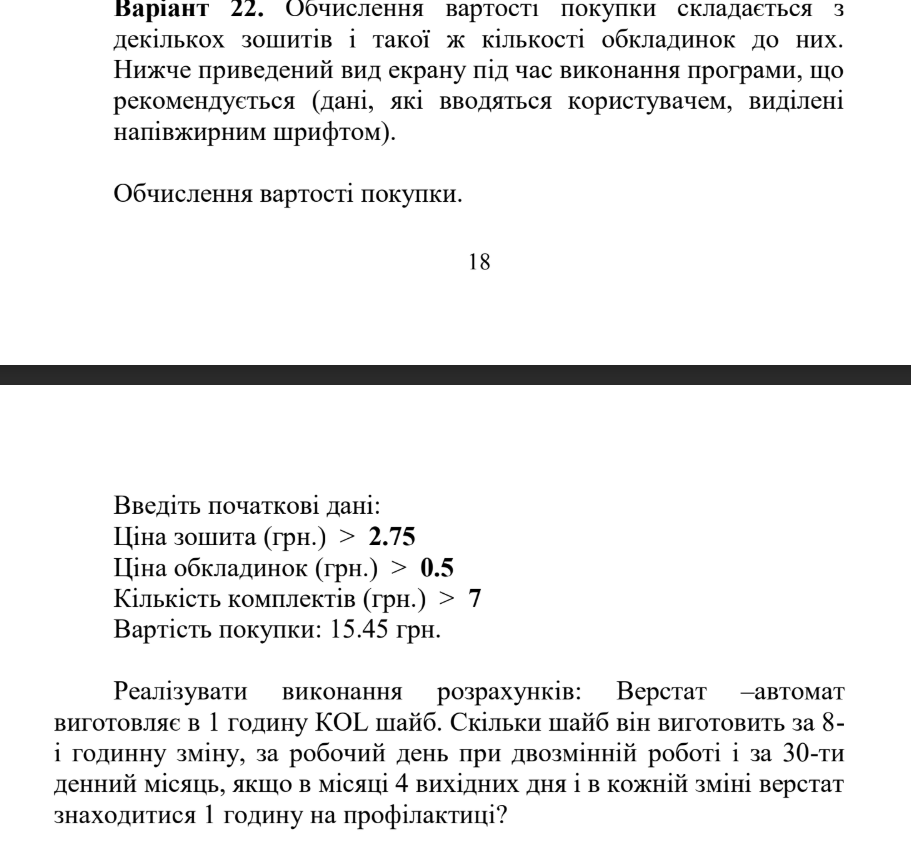 Варіант 22. Обчислення вартості покупки складається з
декількох зошитів і такої ж кількості обкладинок до них.
Нижче приведений вид екрану під час виконання програми, що
рекомендується (дані, які вводяться користувачем, виділені
напівжирним шрифтом).
Обчислення вартості покупки.
18
Введіть початкові дані:
Ціна зошита (грн.) > 2.75
Ціна обкладинок (грн.) > 0.5
Кількість комплектів (грн.) > 7
Вартість покупки: 15.45 грн.
Реалізувати виконання розрахунків: Верстат –автомат
виготовляє в 1 годину KOL шайб. Скільки шайб він виготовить за 8-
і годинну зміну, за робочий день при двозмінній роботі і за 30-ти
денний місяць, якщо в місяці 4 вихідних дня і в кожній зміні верстат
знаходитися 1 годину на профілактиці?